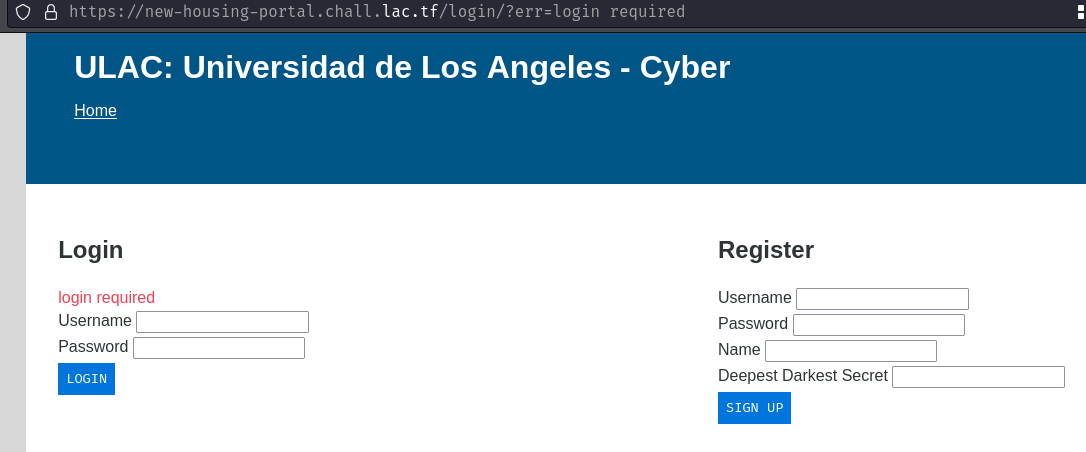 https://new-housing-portal.chall.lac.tf/login/?err=login required
ULAC: Universidad de Los Angeles - Cyber
Home
Login
login required
Username
Password
LOGIN
Register
Username
Password
Name
Deepest Darkest Secret
SIGN UP